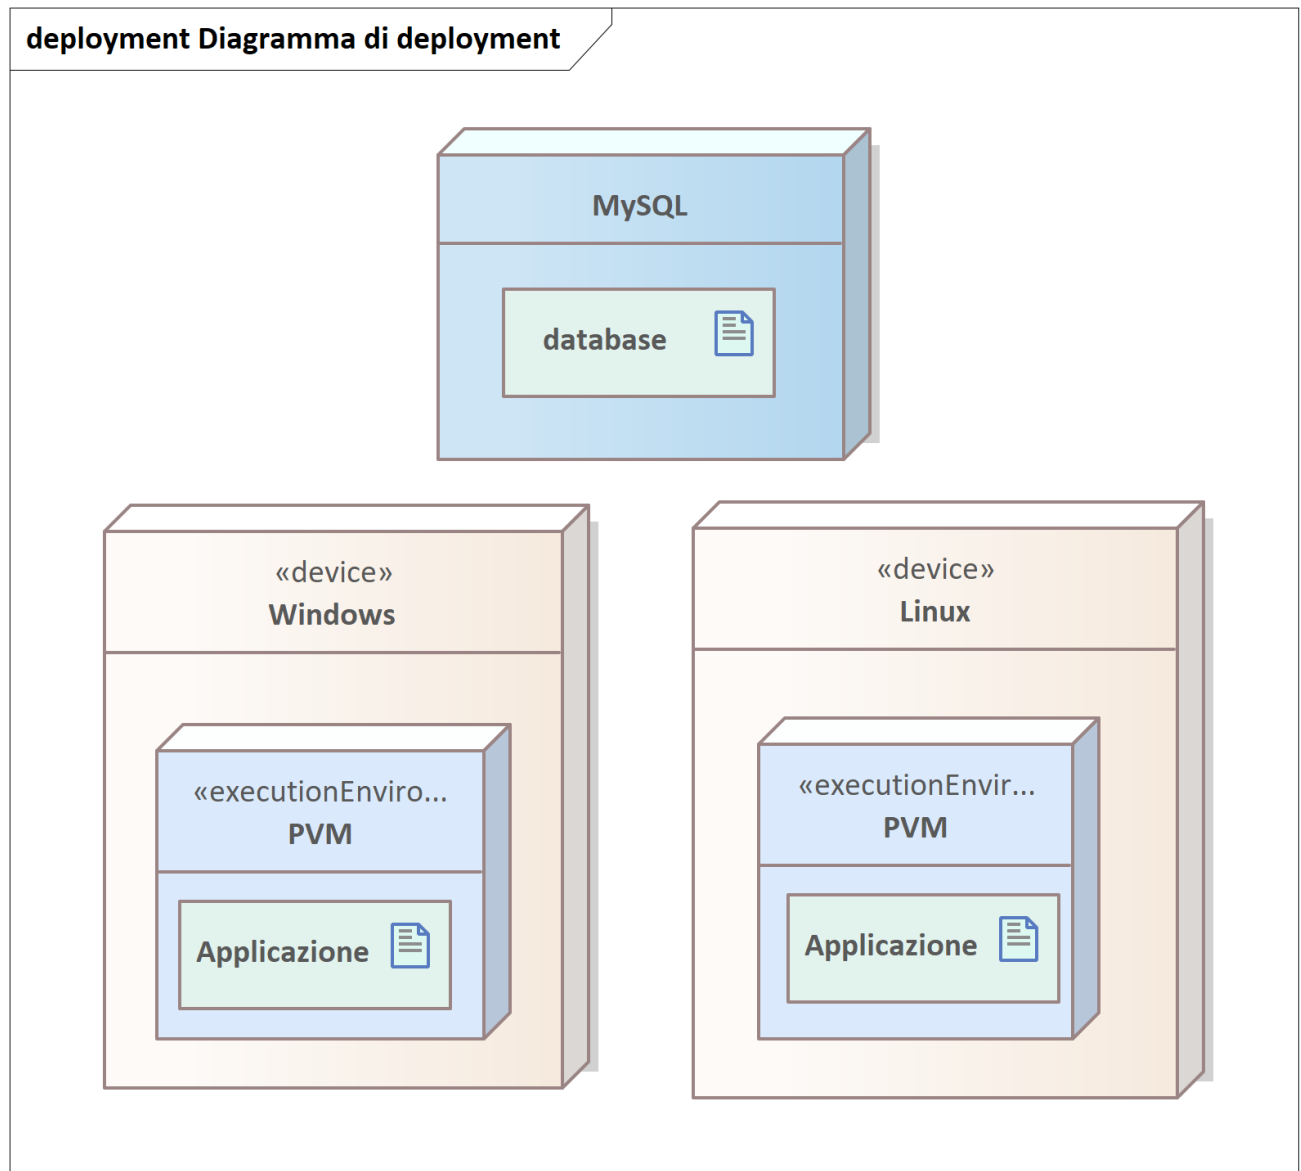 deployment Diagramma di deployment
MySQL
database
«device»
Windows
«executionEnviro...
PVM
Applicazione
«device»
Linux
«executionEnvir...
PVM
Applicazione